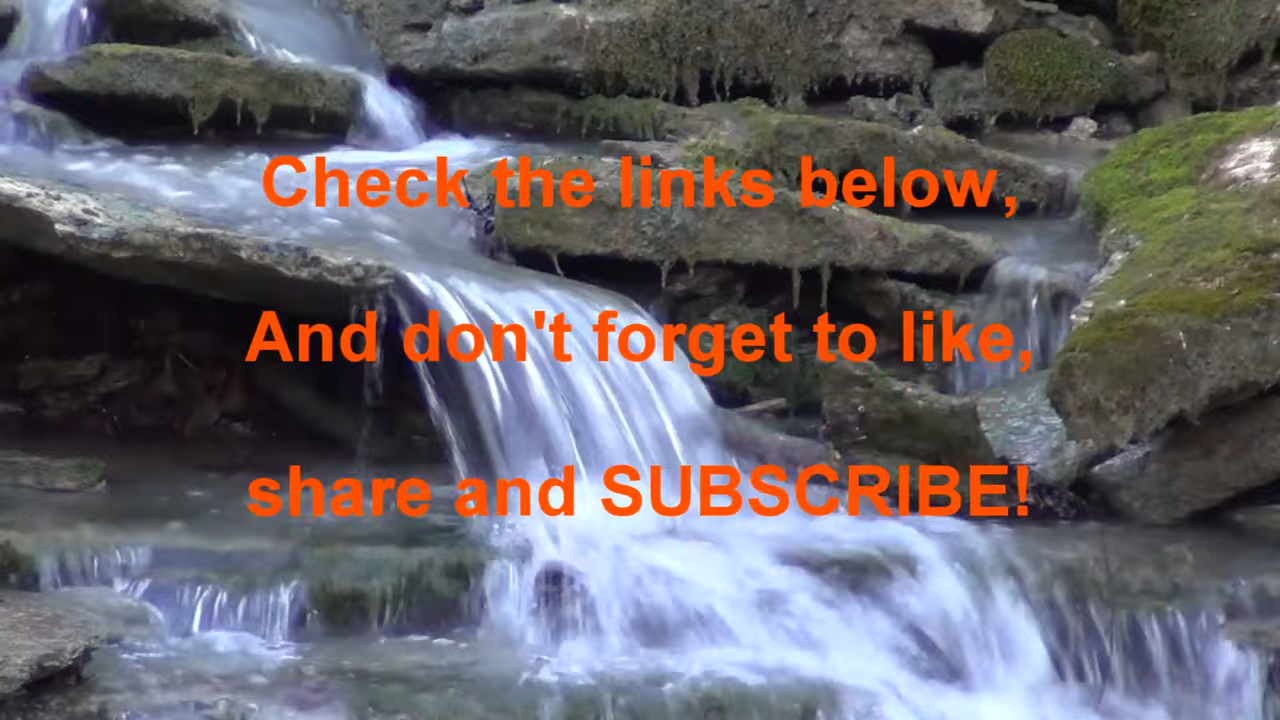 Check the links below,
And don't forget to like,
share and SUBSCRIBE!